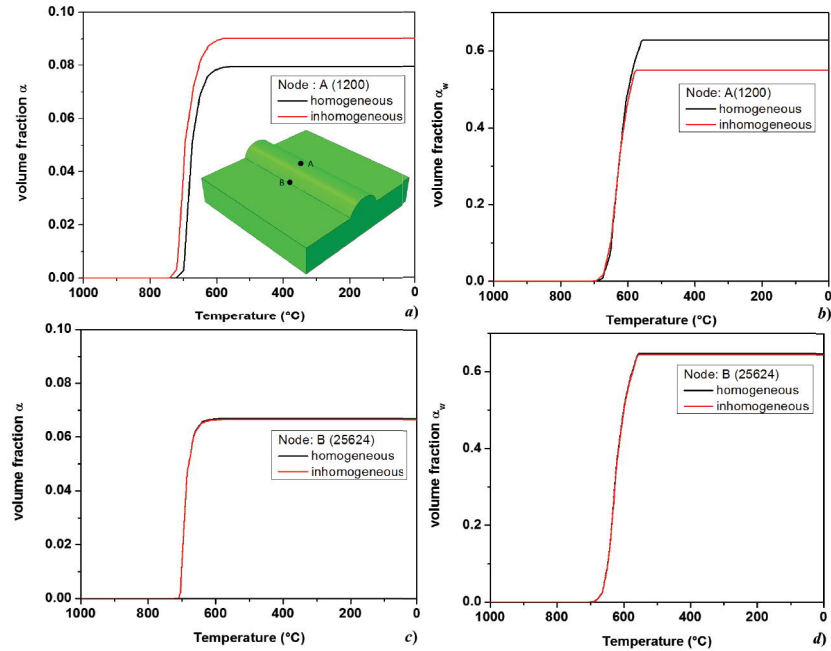 volume fraction α
0.10
0.08
0.06
0.04
0.02
0.00
Node : A (1200)
homogeneous
inhomogeneous
A
B
1000 800 600 400 200 0
Temperature (°C)
a)
volume fraction αw
0.6
0.4
0.2
0.0
Node: A(1200)
homogeneous
inhomogeneous
1000 800 600 400 200 0
Temperature (°C)
b)
volume fraction α
0.10
0.08
0.06
0.04
0.02
0.00
Node: B (25624)
homogeneous
inhomogeneous
1000 800 600 400 200 0
Temperature (°C)
c)
volume fraction αw
0.6
0.4
0.2
0.0
Node: B (25624)
homogeneous
inhomogeneous
1000 800 600 400 200 0
Temperature (°C)
d)